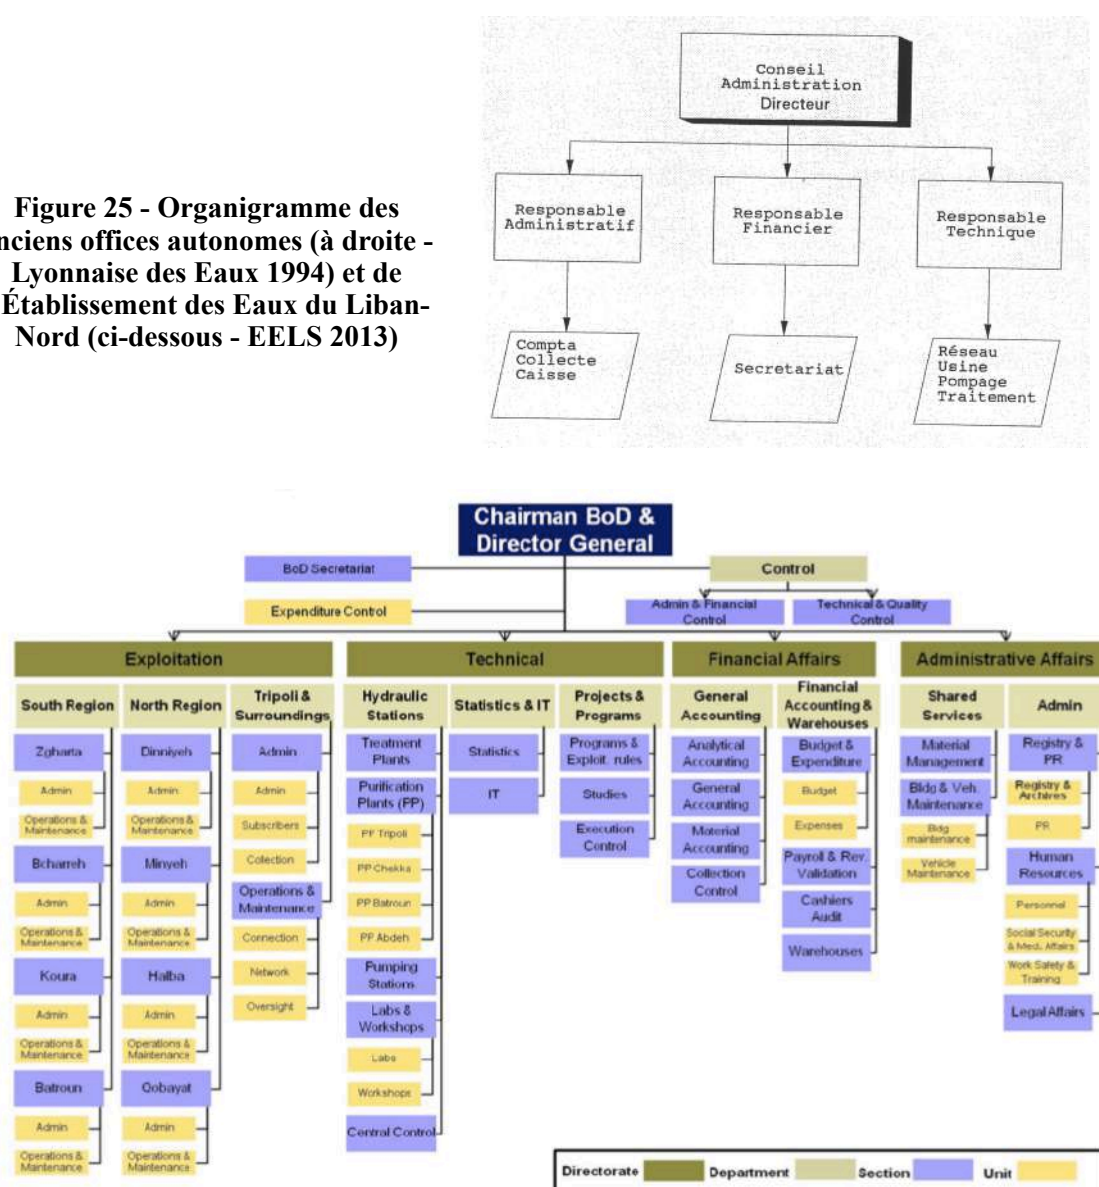 Figure 25 - Organigramme des
nciens offices autonomes (à droite -
Lyonnaise des Eaux 1994) et de
Établissement des Eaux du Liban-
Nord (ci-dessous - EELS 2013)
Conseil
Administration
Directeur
Responsable
Administratif
Responsable
Financier
Responsable
Technique
Compta
Collecte
Caisse
Secretariat
Réseau
Usine
Pompage
Traitement
Chairman BoD &
Director General
BoD Secretariat
Control
Expenditure Control
Admin & Financial
Control
Technical & Quality
Control
Exploitation
Technical
Financial Affairs
Administrative Affairs
South Region
Zgharta
Admin
Operations &
Maintenance
Bcharreh
Admin
Operations &
Maintenance
Koura
Admin
Operations &
Maintenance
Batroun
Admin
Operations &
Maintenance
North Region
Dinniyeh
Admin
Operations &
Maintenance
Minyeh
Admin
Operations &
Maintenance
Halba
Admin
Operations &
Maintenance
Qobayat
Admin
Operations &
Maintenance
Tripoli &
Surroundings
Admin
Admin
Subscribers
Collection
Operations &
Maintenance
Connection
Network
Oversight
Hydraulic
Stations
Treatment
Plants
Purification
Plants (PP)
PP Tripoli
PP Chekka
PP Batroun
PP Abdeh
Pumping
Stations
Labs &
Workshops
Labs
Workshops
Central Control
Statistics & IT
Statistics
IT
Projects &
Programs
Programs &
Exploit. rules
Studies
Execution
Control
General
Accounting
Analytical
Accounting
General
Accounting
Material
Accounting
Collection
Control
Financial
Accounting &
Warehouses
Budget &
Expenditure
Budget
Expenses
Payroll & Rev.
Validation
Cashiers
Audit
Warehouses
Shared
Services
Material
Management
Bldg & Veh.
Maintenance
Bldg
maintenance
Vehicle
Maintenance
Admin
Registry &
PR
Registry &
Archives
PR
Human
Resources
Personnel
Social Security
& Med. Affairs
Work Safety &
Training
Legal Affairs
Directorate Department Section Unit